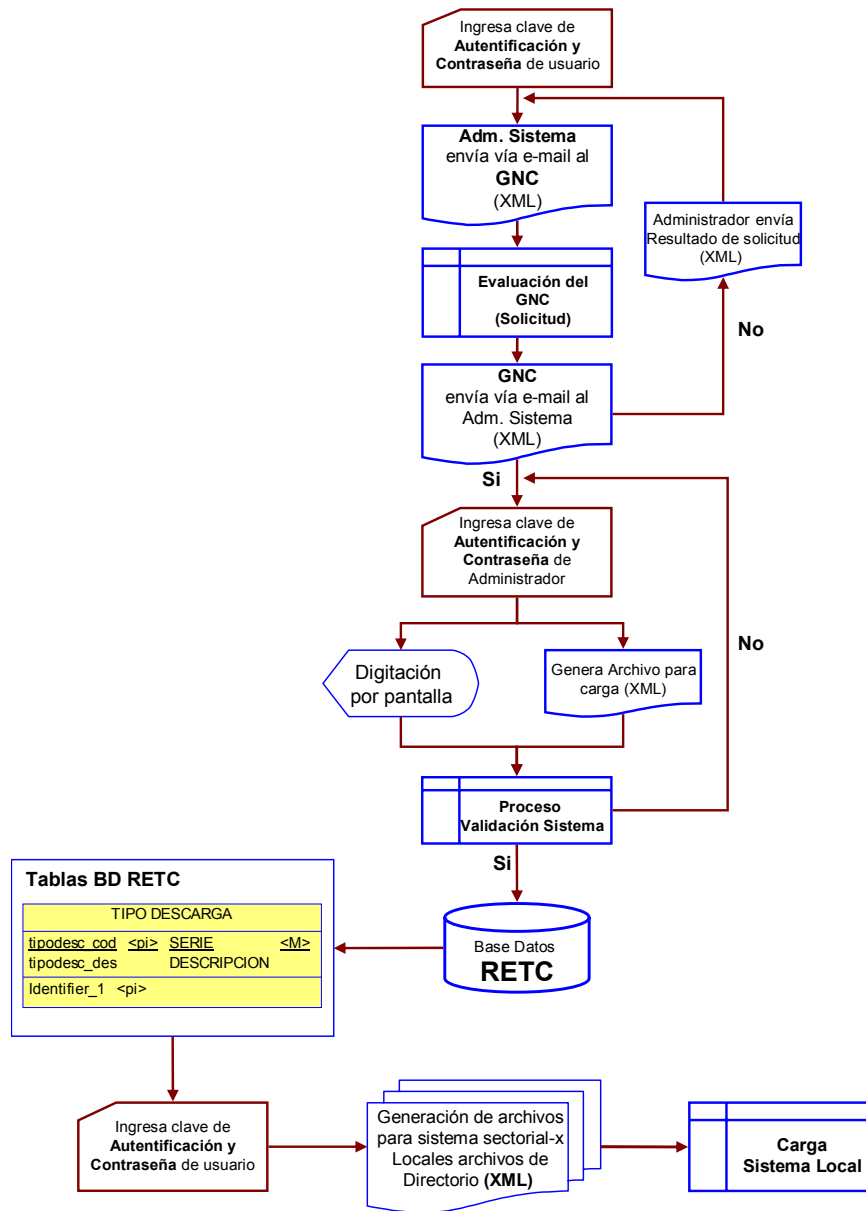 Ingresa clave de
Autentificación y
Contraseña de usuario
Adm. Sistema
envía vía e-mail al
GNC
(XML)
Administrador envía
Resultado de solicitud
(XML)
Evaluación del
GNC
(Solicitud)
No
GNC
envía vía e-mail al
Adm. Sistema
(XML)
Si
Ingresa clave de
Autentificación y
Contraseña de
Administrador
No
Digitación
por pantalla
Genera Archivo para
carga (XML)
Proceso
Validación Sistema
Si
Tablas BD RETC
TIPO DESCARGA
tipodesc_cod <pi> SERIE <M>
tipodesc_des DESCRIPCION
Identifier_1 <pi>
Base Datos
RETC
Ingresa clave de
Autentificación y
Contraseña de usuario
Generación de archivos
para sistema sectorial-x
Locales archivos de
Directorio (XML)
Carga
Sistema Local